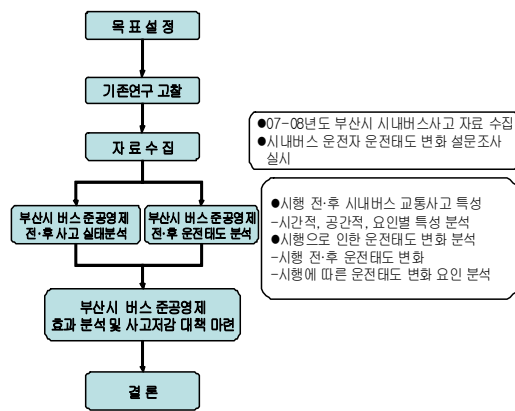 목 표 설 정
기존연구 고찰
자 료 수 집
●07-08년도 부산시 시내버스사고 자료 수집
●시내버스 운전자 운전태도 변화 설문조사
실시
부산시 버스 준공영제
전·후 사고 실태분석
부산시 버스 준공영제
전·후 운전태도 분석
●시행 전·후 시내버스 교통사고 특성
-시간적, 공간적, 요인별 특성 분석
●시행으로 인한 운전태도 변화 분석
-시행 전·후 운전태도 변화
-시행에 따른 운전태도 변화 요인 분석
부산시 버스 준공영제
효과 분석 및 사고저감 대책 마련
결 론